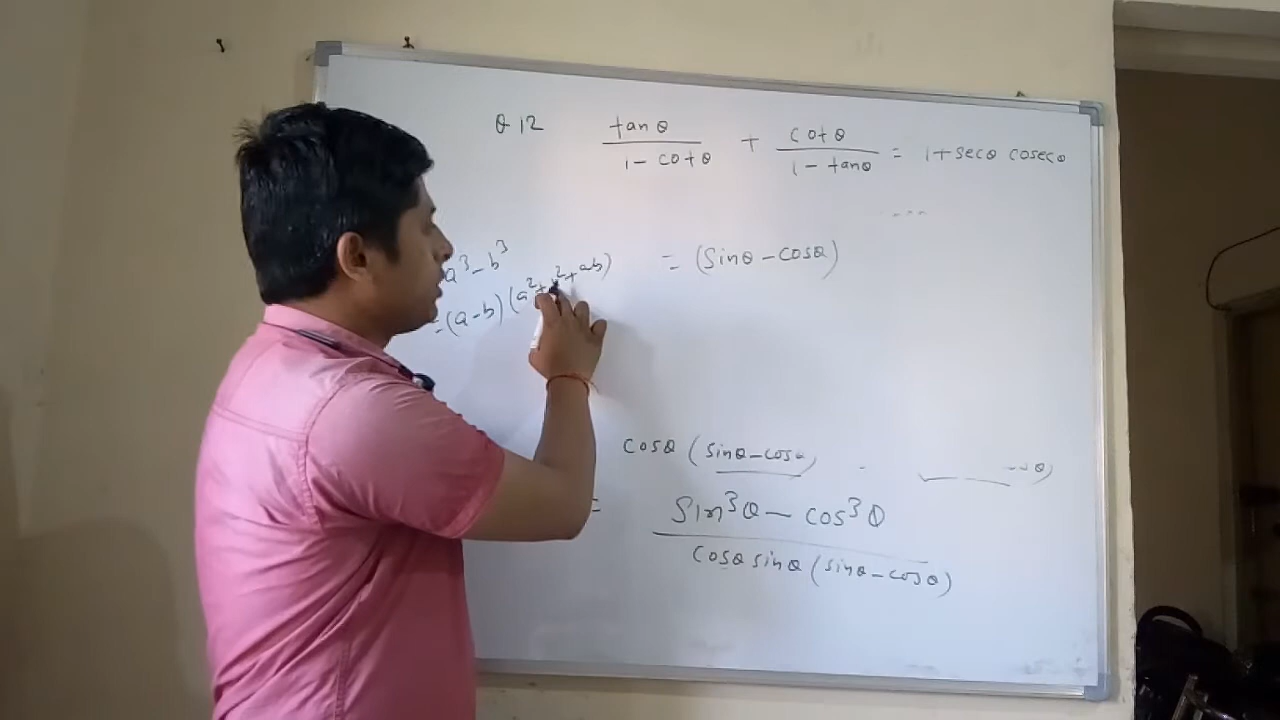 Q 12 tanθ / 1 - cotθ + cotθ / 1 - tanθ = 1 + secθ cosecθ
a³ - b³
= (a - b) (a² + b² + ab)
= (sinθ - cosθ)
cosθ (sinθ - cosθ)
= sin³θ - cos³θ / cosθ sinθ (sinθ - cosθ)